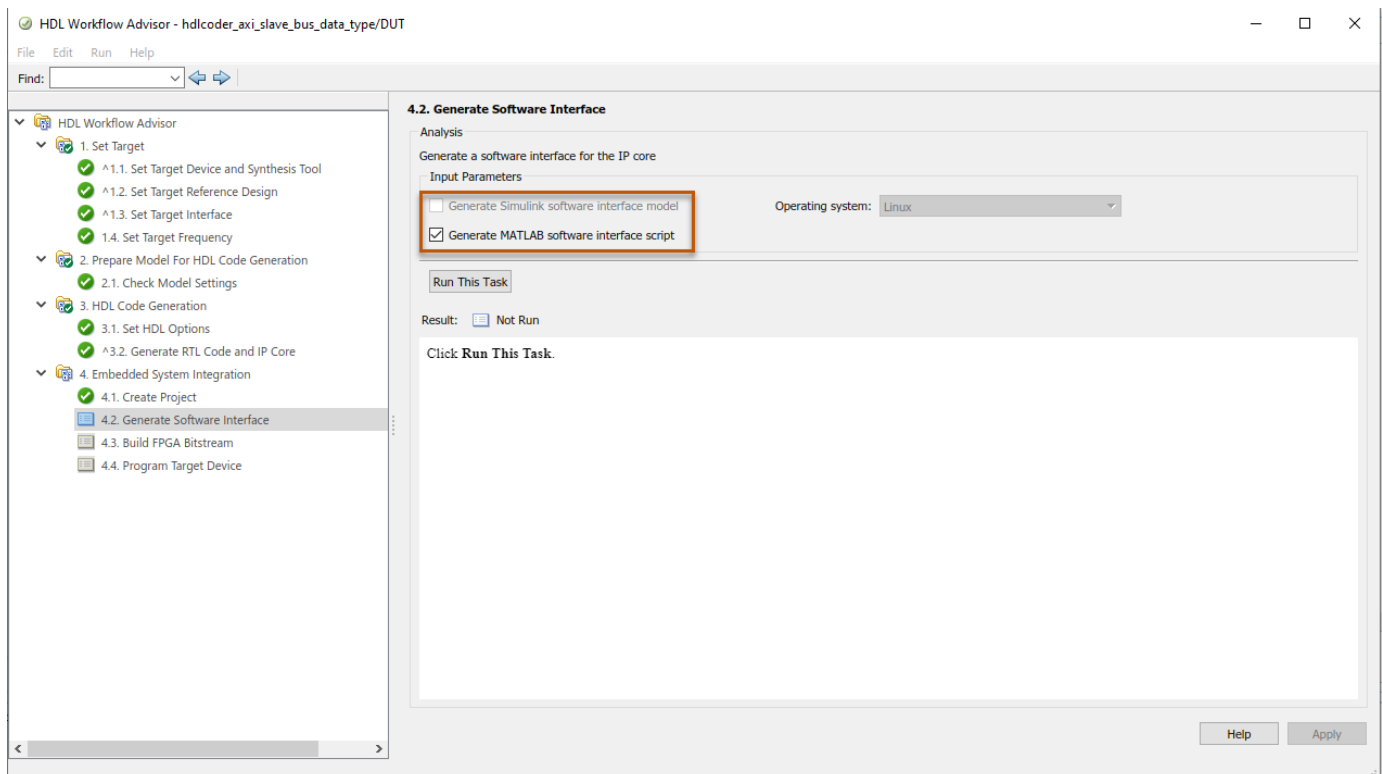 HDL Workflow Advisor - hdlcoder_axi_slave_bus_data_type/DUT
File Edit Run Help
Find:
HDL Workflow Advisor
1. Set Target
^1.1. Set Target Device and Synthesis Tool
^1.2. Set Target Reference Design
^1.3. Set Target Interface
1.4. Set Target Frequency
2. Prepare Model For HDL Code Generation
2.1. Check Model Settings
3. HDL Code Generation
3.1. Set HDL Options
^3.2. Generate RTL Code and IP Core
4. Embedded System Integration
4.1. Create Project
4.2. Generate Software Interface
4.3. Build FPGA Bitstream
4.4. Program Target Device
4.2. Generate Software Interface
Analysis
Generate a software interface for the IP core
Input Parameters
Generate Simulink software interface model Operating system: Linux
Generate MATLAB software interface script
Run This Task
Result: Not Run
Click Run This Task.
Help Apply